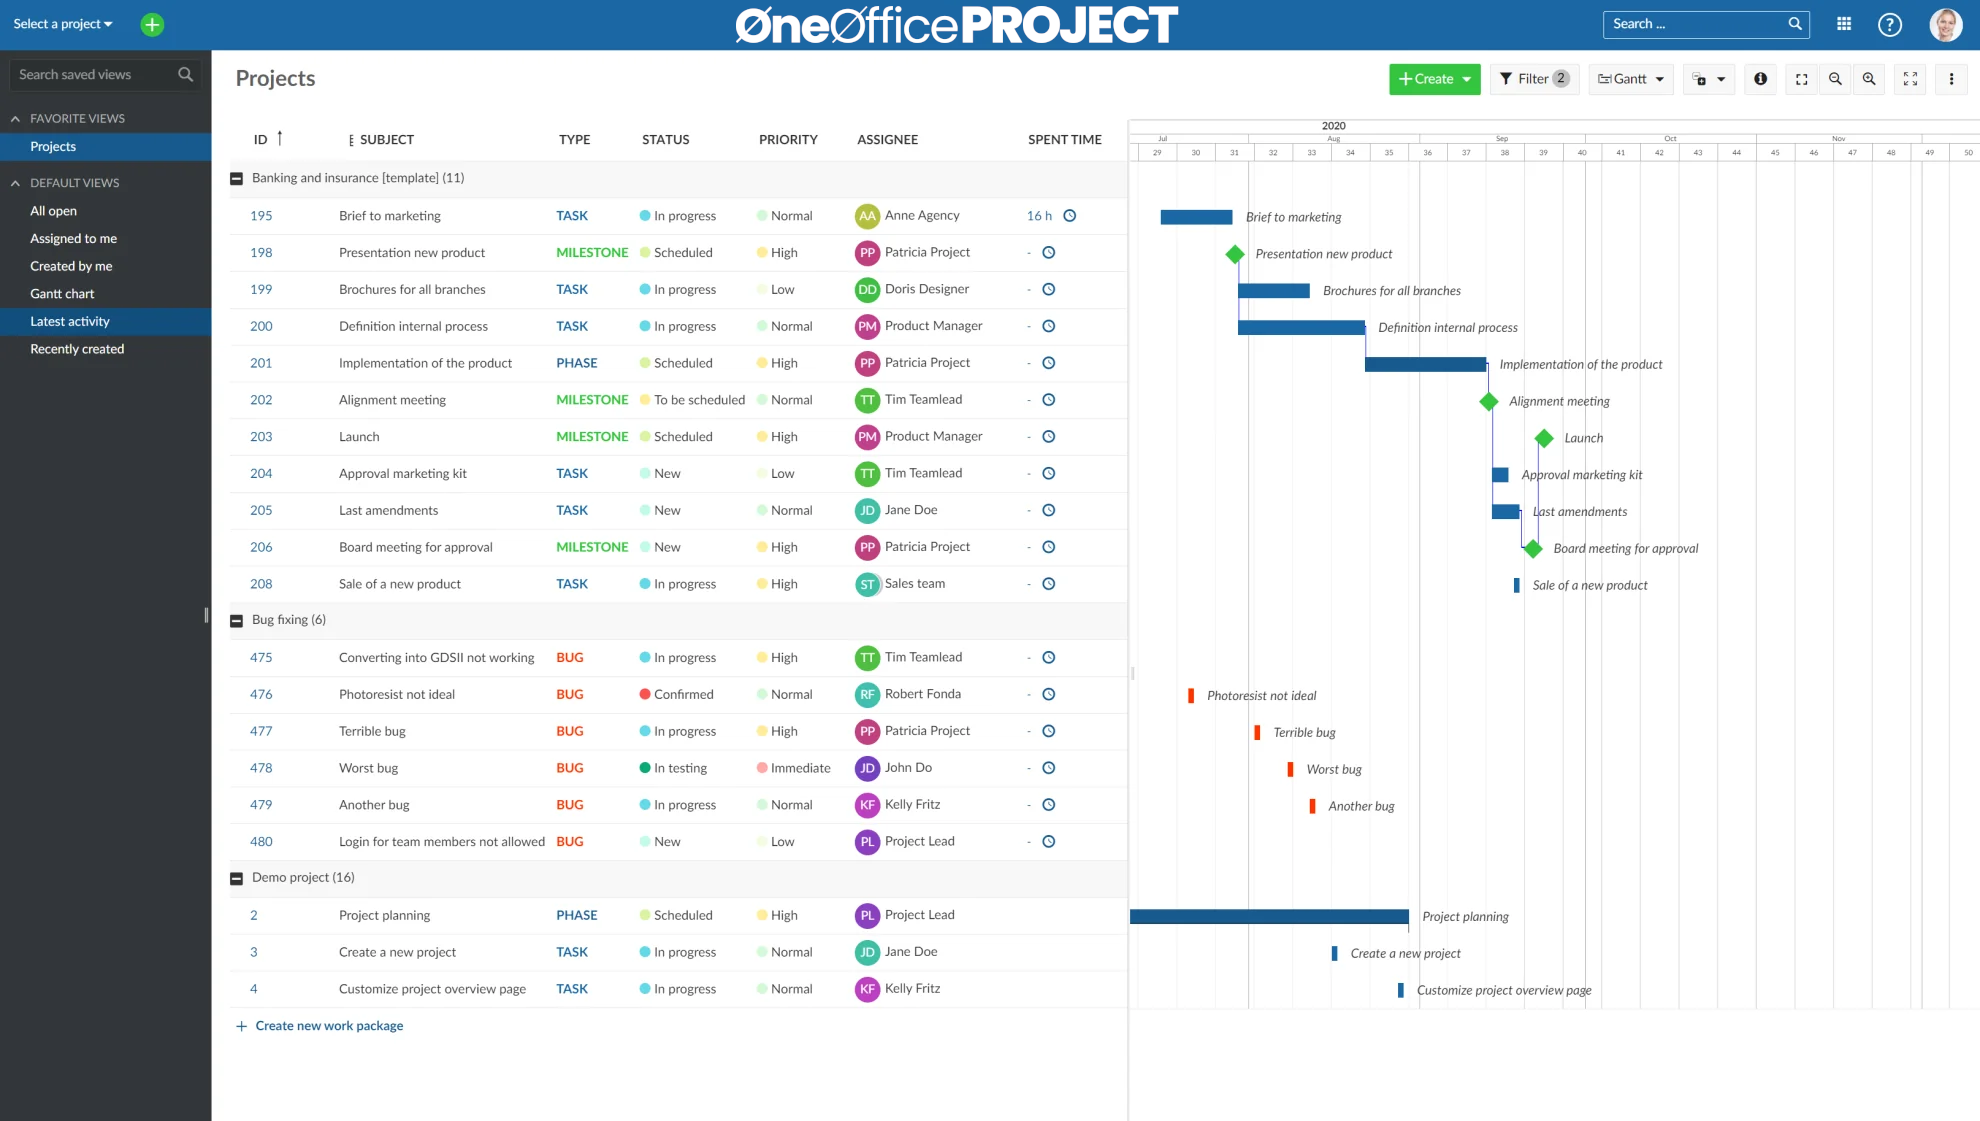 Select a project
ØneØfficePROJECT
Search ...
?
Search saved views
FAVORITE VIEWS
Projects
DEFAULT VIEWS
All open
Assigned to me
Created by me
Gantt chart
Latest activity
Recently created
Projects
+ Create
Filter 2
Gantt
ID SUBJECT TYPE STATUS PRIORITY ASSIGNEE SPENT TIME
2020
Jul Aug Sep Oct Nov
29 30 31 32 33 34 35 36 37 38 39 40 41 42 43 44 45 46 47 48 49 50
Banking and insurance [template] (11)
195 Brief to marketing TASK In progress Normal AA Anne Agency 16 h Brief to marketing
198 Presentation new product MILESTONE Scheduled High PP Patricia Project - Presentation new product
199 Brochures for all branches TASK In progress Low DD Doris Designer - Brochures for all branches
200 Definition internal process TASK In progress Normal PM Product Manager - Definition internal process
201 Implementation of the product PHASE Scheduled High PP Patricia Project - Implementation of the product
202 Alignment meeting MILESTONE To be scheduled Normal TT Tim Teamlead - Alignment meeting
203 Launch MILESTONE Scheduled High PM Product Manager - Launch
204 Approval marketing kit TASK New Low TT Tim Teamlead - Approval marketing kit
205 Last amendments TASK New Normal JD Jane Doe - Last amendments
206 Board meeting for approval MILESTONE New High PP Patricia Project - Board meeting for approval
208 Sale of a new product TASK In progress High ST Sales team - Sale of a new product
Bug fixing (6)
475 Converting into GDSII not working BUG In progress High TT Tim Teamlead -
476 Photoresist not ideal BUG Confirmed Normal RF Robert Fonda - Photoresist not ideal
477 Terrible bug BUG In progress High PP Patricia Project - Terrible bug
478 Worst bug BUG In testing Immediate JD John Do - Worst bug
479 Another bug BUG In progress Normal KF Kelly Fritz - Another bug
480 Login for team members not allowed BUG New Low PL Project Lead -
Demo project (16)
2 Project planning PHASE Scheduled High PL Project Lead Project planning
3 Create a new project TASK In progress Normal JD Jane Doe Create a new project
4 Customize project overview page TASK In progress Normal KF Kelly Fritz Customize project overview page
+ Create new work package